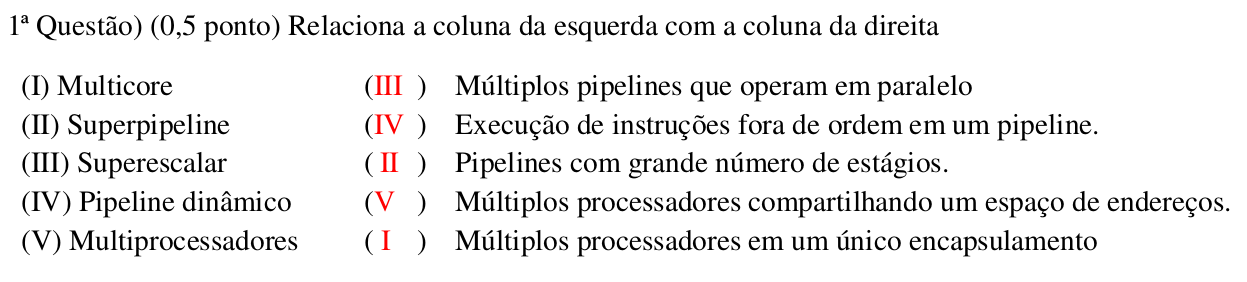 1ª Questão) (0,5 ponto) Relaciona a coluna da esquerda com a coluna da direita
(I) Multicore (III ) Múltiplos pipelines que operam em paralelo
(II) Superpipeline (IV ) Execução de instruções fora de ordem em um pipeline.
(III) Superescalar ( II ) Pipelines com grande número de estágios.
(IV) Pipeline dinâmico (V ) Múltiplos processadores compartilhando um espaço de endereços.
(V) Multiprocessadores ( I ) Múltiplos processadores em um único encapsulamento